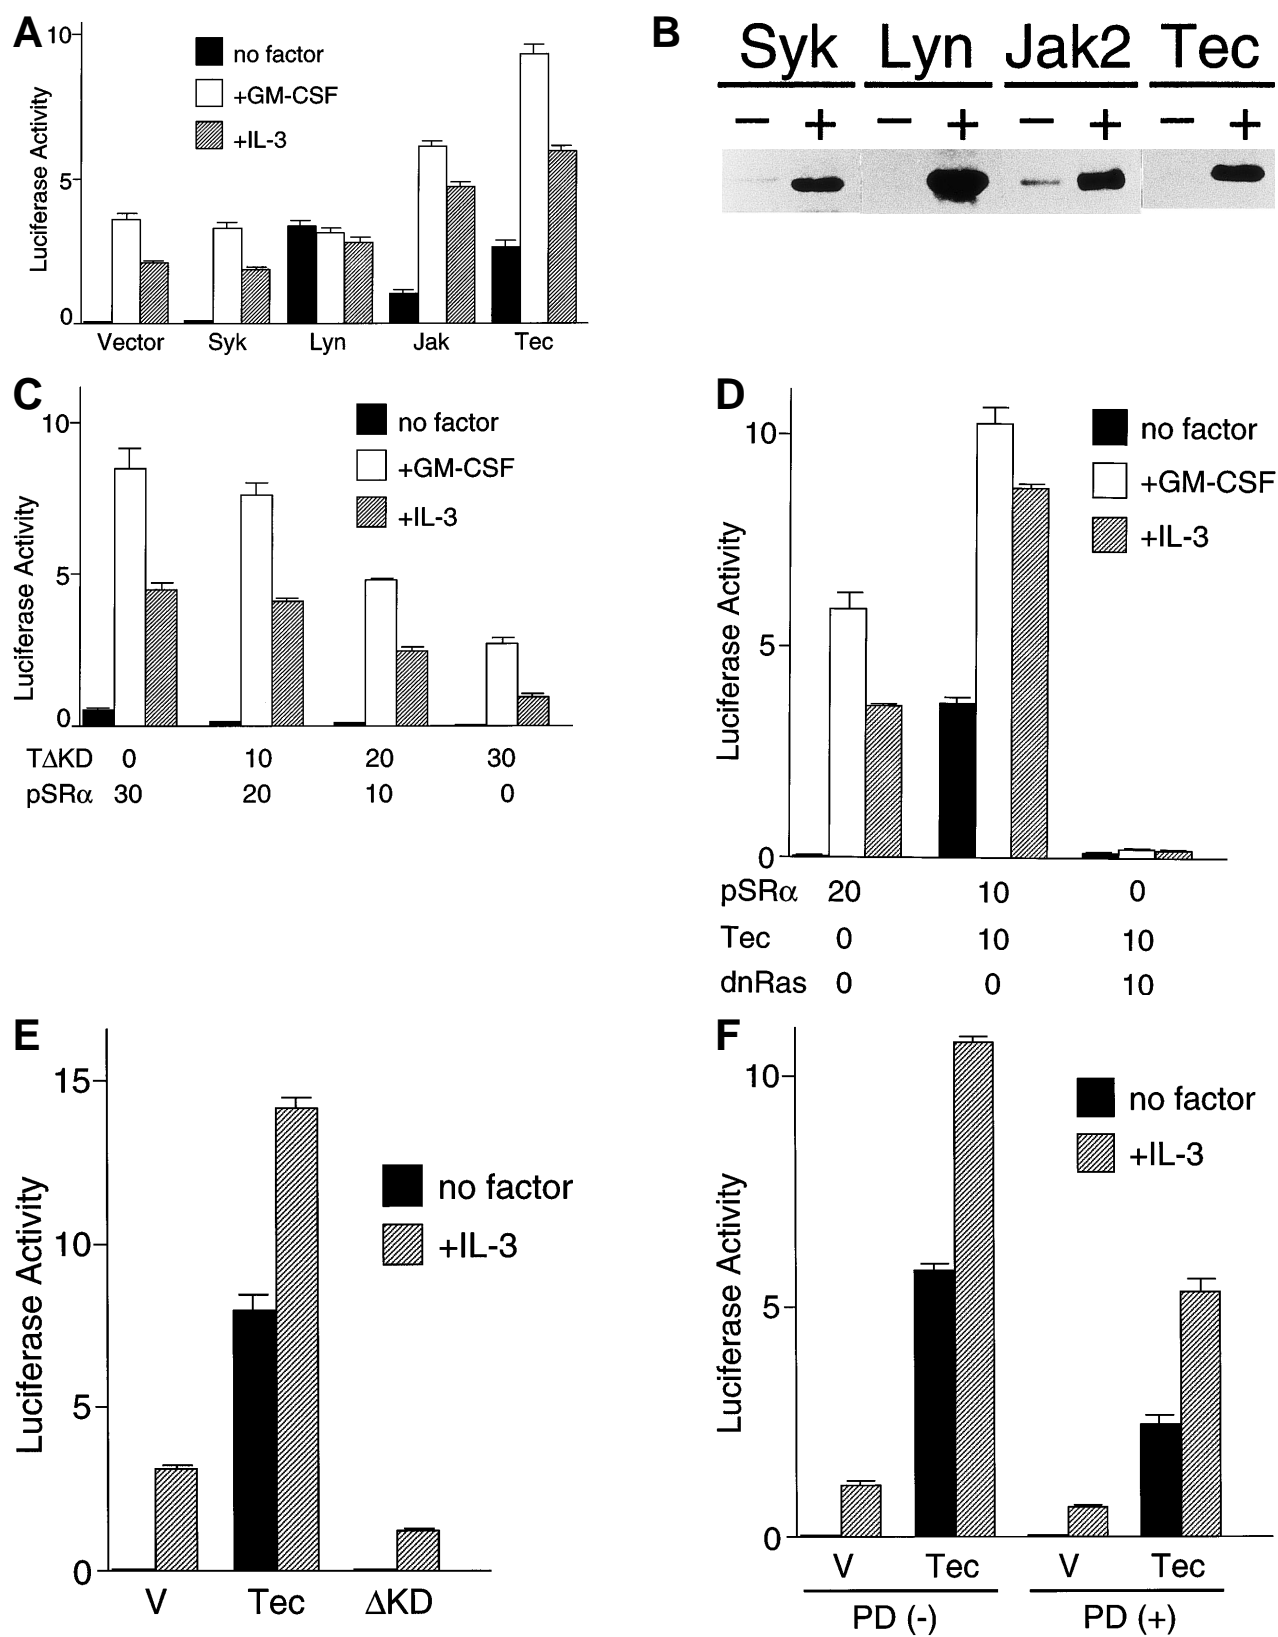 A
10
5
0
Luciferase Activity
no factor
+GM-CSF
+IL-3
Vector Syk Lyn Jak Tec
B
Syk Lyn Jak2 Tec
− + − + − + − +
C
10
5
0
Luciferase Activity
no factor
+GM-CSF
+IL-3
TΔKD 0 10 20 30
pSRα 30 20 10 0
D
10
5
0
Luciferase Activity
no factor
+GM-CSF
+IL-3
pSRα 20 10 0
Tec 0 10 10
dnRas 0 0 10
E
15
10
5
0
Luciferase Activity
no factor
+IL-3
V Tec ΔKD
F
10
5
0
Luciferase Activity
no factor
+IL-3
V Tec V Tec
PD (-) PD (+)